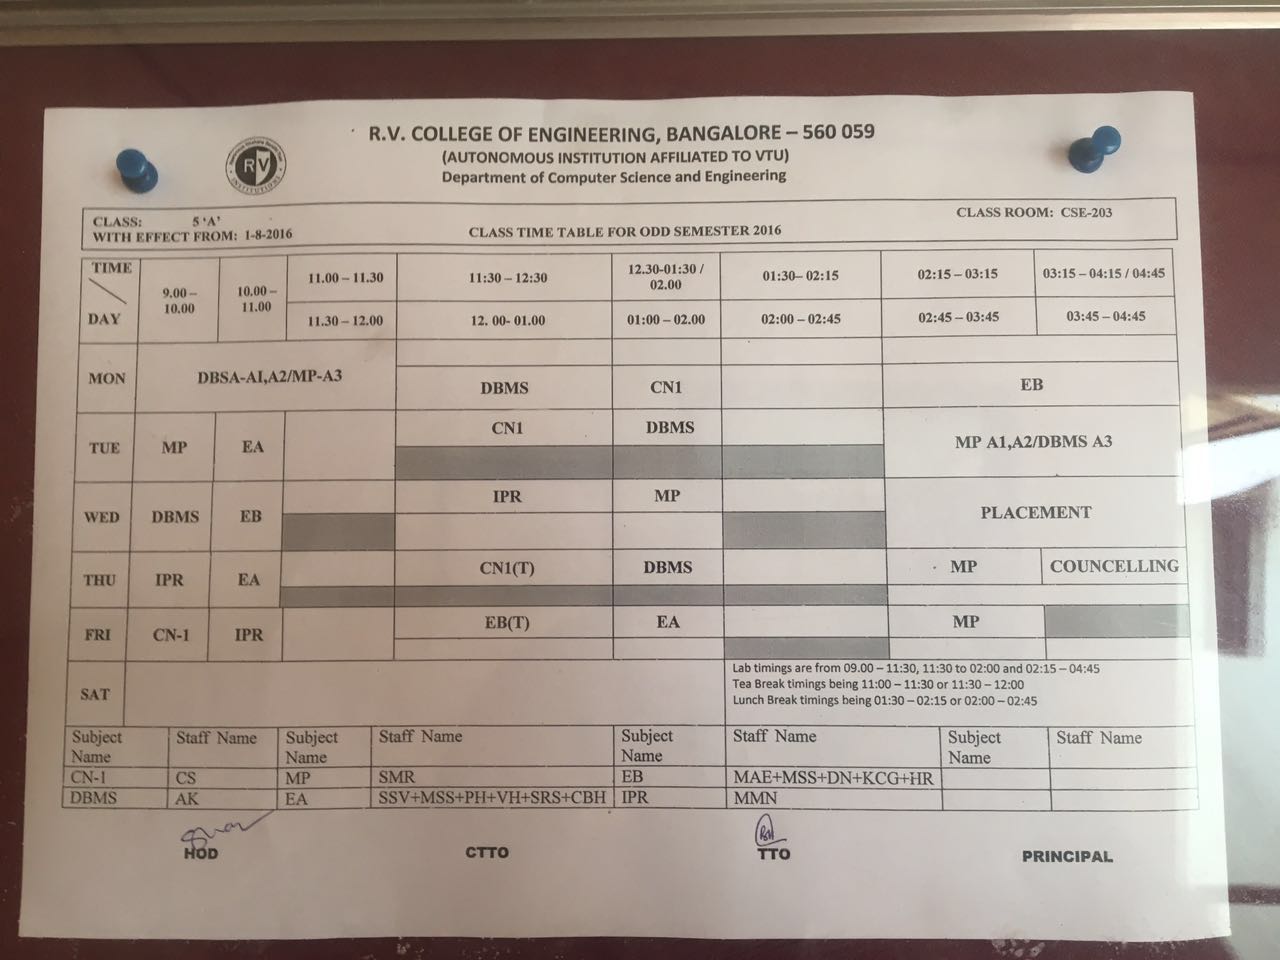 R.V. COLLEGE OF ENGINEERING, BANGALORE – 560 059
(AUTONOMOUS INSTITUTION AFFILIATED TO VTU)
Department of Computer Science and Engineering
RV
INSTITUTIONS
CLASS: 5 'A' CLASS ROOM: CSE-203
WITH EFFECT FROM: 1-8-2016 CLASS TIME TABLE FOR ODD SEMESTER 2016
TIME 9.00 – 10.00 10.00 – 11.00 11.00 – 11.30 11:30 – 12:30 12.30-01:30 / 02.00 01:30– 02:15 02:15 – 03:15 03:15 – 04:15 / 04:45
DAY 11.30 – 12.00 12. 00- 01.00 01:00 – 02.00 02:00 – 02:45 02:45 – 03:45 03:45 – 04:45
MON DBSA-A1,A2/MP-A3 DBMS CN1 EB
TUE MP EA CN1 DBMS MP A1,A2/DBMS A3
WED DBMS EB IPR MP PLACEMENT
THU IPR EA CN1(T) DBMS MP COUNCELLING
FRI CN-1 IPR EB(T) EA MP
SAT
Lab timings are from 09.00 – 11:30, 11:30 to 02:00 and 02:15 – 04:45
Tea Break timings being 11:00 – 11:30 or 11:30 – 12:00
Lunch Break timings being 01:30 – 02:15 or 02:00 – 02:45
Subject Name Staff Name Subject Name Staff Name Subject Name Staff Name Subject Name Staff Name
CN-1 CS MP SMR EB MAE+MSS+DN+KCG+HR
DBMS AK EA SSV+MSS+PH+VH+SRS+CBH IPR MMN
HOD CTTO TTO PRINCIPAL